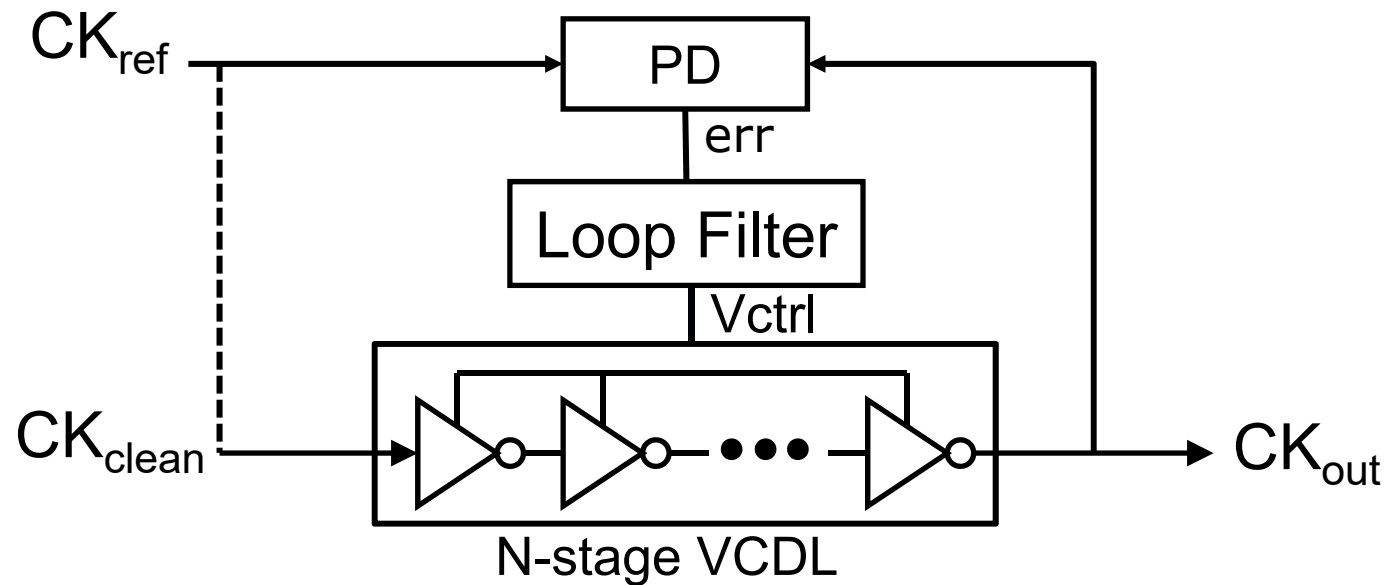 CKref
PD
err
Loop Filter
Vctrl
CKclean
CKout
N-stage VCDL